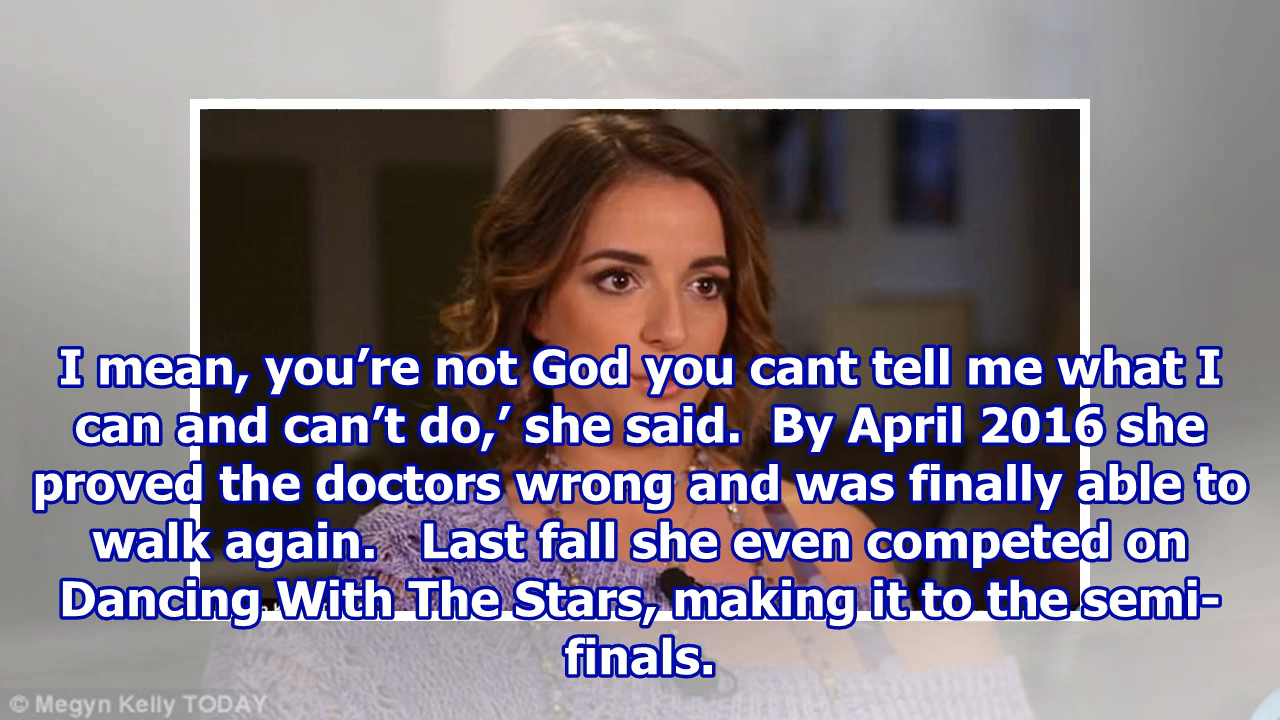 I mean, you’re not God you cant tell me what I
can and can’t do,’ she said.  By April 2016 she
proved the doctors wrong and was finally able to
walk again.   Last fall she even competed on
Dancing With The Stars, making it to the semi-
finals.
© Megyn Kelly TODAY